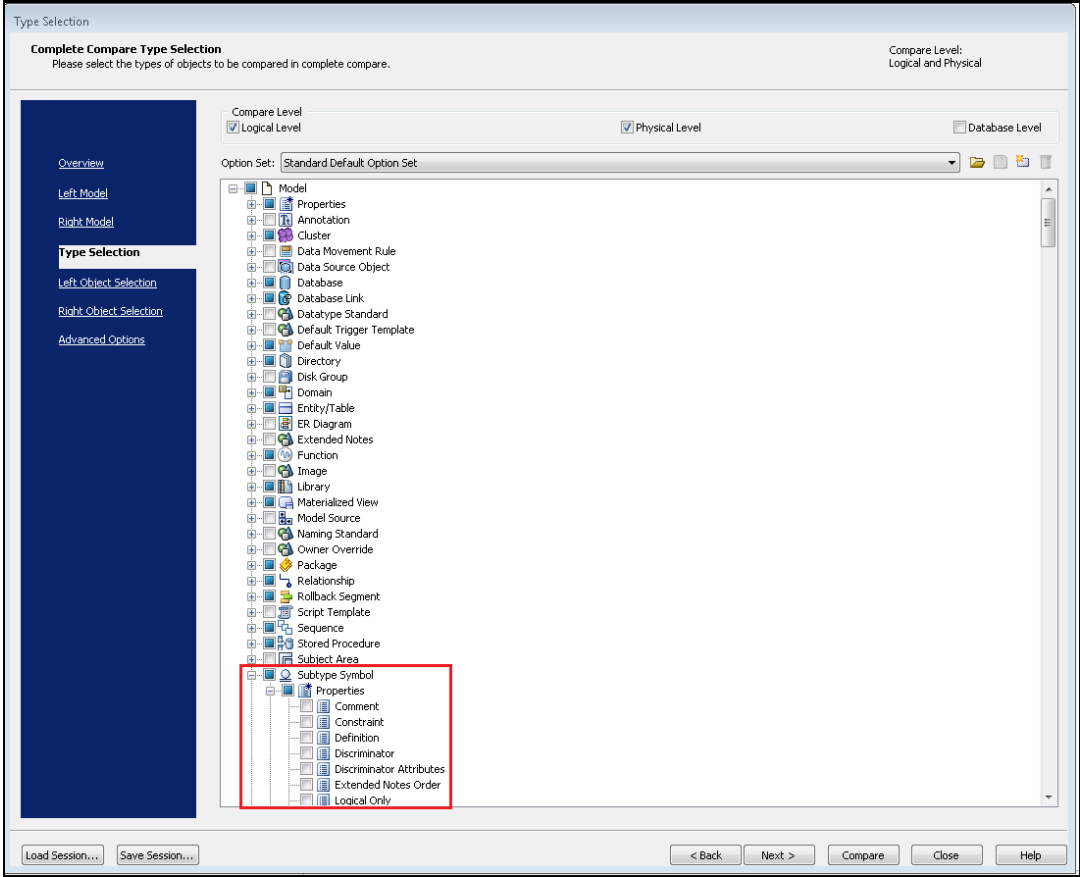 Type Selection
Complete Compare Type Selection
Please select the types of objects to be compared in complete compare.
Compare Level:
Logical and Physical
Overview
Left Model
Right Model
Type Selection
Left Object Selection
Right Object Selection
Advanced Options
Compare Level
Logical Level
Physical Level
Database Level
Option Set: Standard Default Option Set
Model
Properties
Annotation
Cluster
Data Movement Rule
Data Source Object
Database
Database Link
Datatype Standard
Default Trigger Template
Default Value
Directory
Disk Group
Domain
Entity/Table
ER Diagram
Extended Notes
Function
Image
Library
Materialized View
Model Source
Naming Standard
Owner Override
Package
Relationship
Rollback Segment
Script Template
Sequence
Stored Procedure
Subject Area
Subtype Symbol
Properties
Comment
Constraint
Definition
Discriminator
Discriminator Attributes
Extended Notes Order
Logical Only
Load Session...
Save Session...
< Back
Next >
Compare
Close
Help